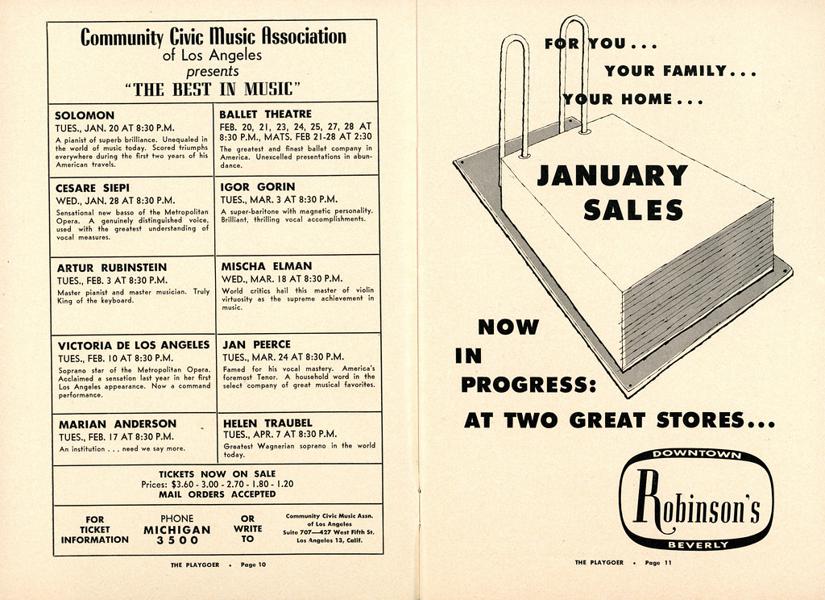 Community Civic Music Association
of Los Angeles
presents
"THE BEST IN MUSIC"
SOLOMON
TUES., JAN. 20 AT 8:30 P.M.
A pianist of superb brilliance. Unequaled in
the world of music today. Scored triumphs
everywhere during the first two years of his
American travels.
BALLET THEATRE
FEB. 20, 21, 23, 24, 25, 27, 28 AT
8:30 P.M., MATS. FEB 21-28 AT 2:30
The greatest and finest ballet company in
America. Unexcelled presentations in abun-
dance.
CESARE SIEPI
WED., JAN. 28 AT 8:30 P.M.
Sensational new basso of the Metropolitan
Opera. A genuinely distinguished voice,
used with the greatest understanding of
vocal measures.
IGOR GORIN
TUES., MAR. 3 AT 8:30 P.M.
A super-baritone with magnetic personality.
Brilliant, thrilling vocal accomplishments.
ARTUR RUBINSTEIN
TUES., FEB. 3 AT 8:30 P.M.
Master pianist and master musician. Truly
King of the keyboard.
MISCHA ELMAN
WED., MAR. 18 AT 8:30 P.M.
World critics hail this master of violin
virtuosity as the supreme achievement in
music.
VICTORIA DE LOS ANGELES
TUES., FEB. 10 AT 8:30 P.M.
Soprano star of the Metropolitan Opera.
Acclaimed a sensation last year in her first
Los Angeles appearance. Now a command
performance.
JAN PEERCE
TUES., MAR. 24 AT 8:30 P.M.
Famed for his vocal mastery. America's
foremost Tenor. A household word in the
select company of great musical favorites.
MARIAN ANDERSON
TUES., FEB. 17 AT 8:30 P.M.
An institution . . . need we say more.
HELEN TRAUBEL
TUES., APR. 7 AT 8:30 P.M.
Greatest Wagnerian soprano in the world
today.
TICKETS NOW ON SALE
Prices: $3.60 - 3.00 - 2.70 - 1.80 - 1.20
MAIL ORDERS ACCEPTED
FOR
TICKET
INFORMATION
PHONE
MICHIGAN
3500
OR
WRITE
TO
Community Civic Music Assn.
of Los Angeles
Suite 707—427 West Fifth St.
Los Angeles 13, Calif.
THE PLAYGOER • Page 10
FOR YOU...
YOUR FAMILY...
YOUR HOME...
JANUARY
SALES
NOW
IN
PROGRESS:
AT TWO GREAT STORES...
DOWNTOWN
Robinson's
BEVERLY
THE PLAYGOER • Page 11